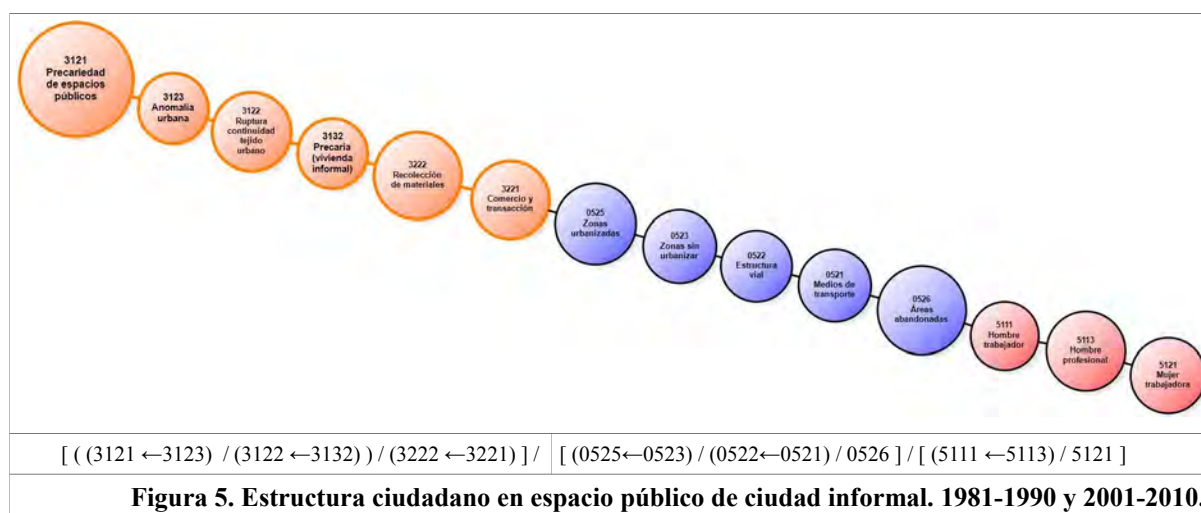 3121
Precariedad
de espacios
públicos
3123
Anomalia
urbana
3122
Ruptura
continuidad
tejido
urbano
3132
Precaria
(vivienda
informal)
3222
Recolección
de materiales
3221
Comercio y
transacción
0525
Zonas
urbanizadas
0523
Zonas sin
urbanizar
0522
Estructura
vial
0521
Medios de
transporte
0526
Áreas
abandonadas
5111
Hombre
trabajador
5113
Hombre
profesional
5121
Mujer
trabajadora
[ ( (3121 ←3123) / (3122 ←3132) ) / (3222 ←3221) ] / [ (0525←0523) / (0522←0521) / 0526 ] / [ (5111 ←5113) / 5121 ]
Figura 5. Estructura ciudadano en espacio público de ciudad informal. 1981-1990 y 2001-2010.